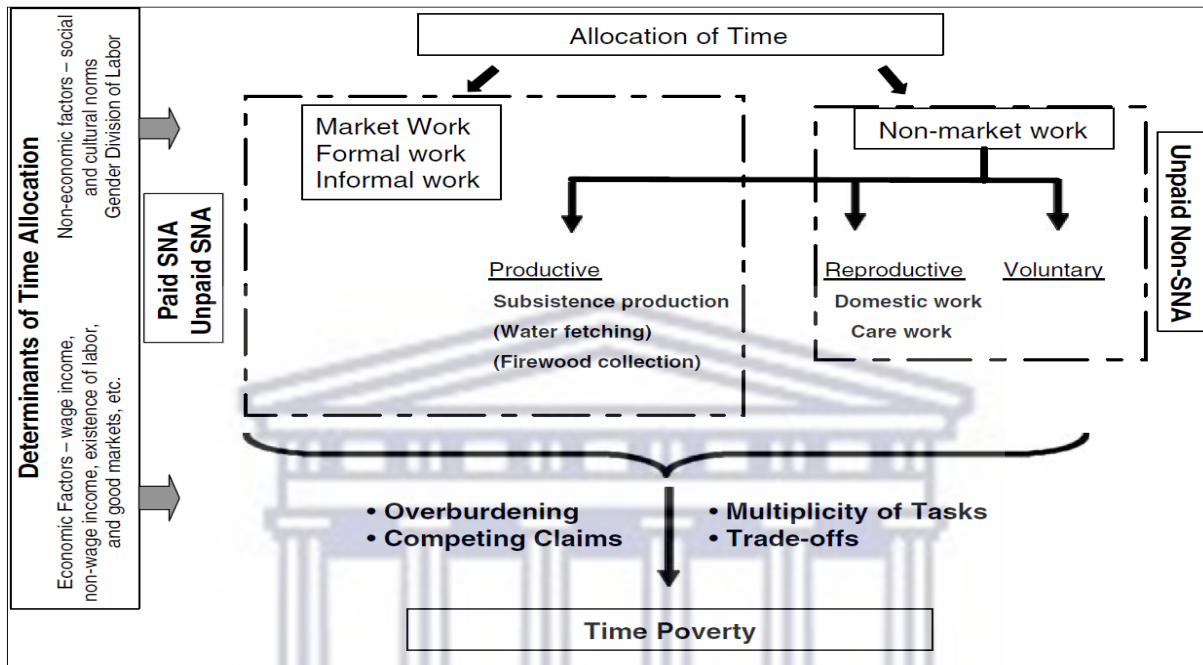 Determinants of Time Allocation
Non-economic factors – social
and cultural norms
Gender Division of Labor
Economic Factors – wage income,
non-wage income, existence of labor,
and good markets, etc.
Paid SNA
Unpaid SNA
Allocation of Time
Market Work
Formal work
Informal work
Non-market work
Unpaid Non-SNA
Productive
Subsistence production
(Water fetching)
(Firewood collection)
Reproductive
Domestic work
Care work
Voluntary
• Overburdening
• Competing Claims
• Multiplicity of Tasks
• Trade-offs
Time Poverty